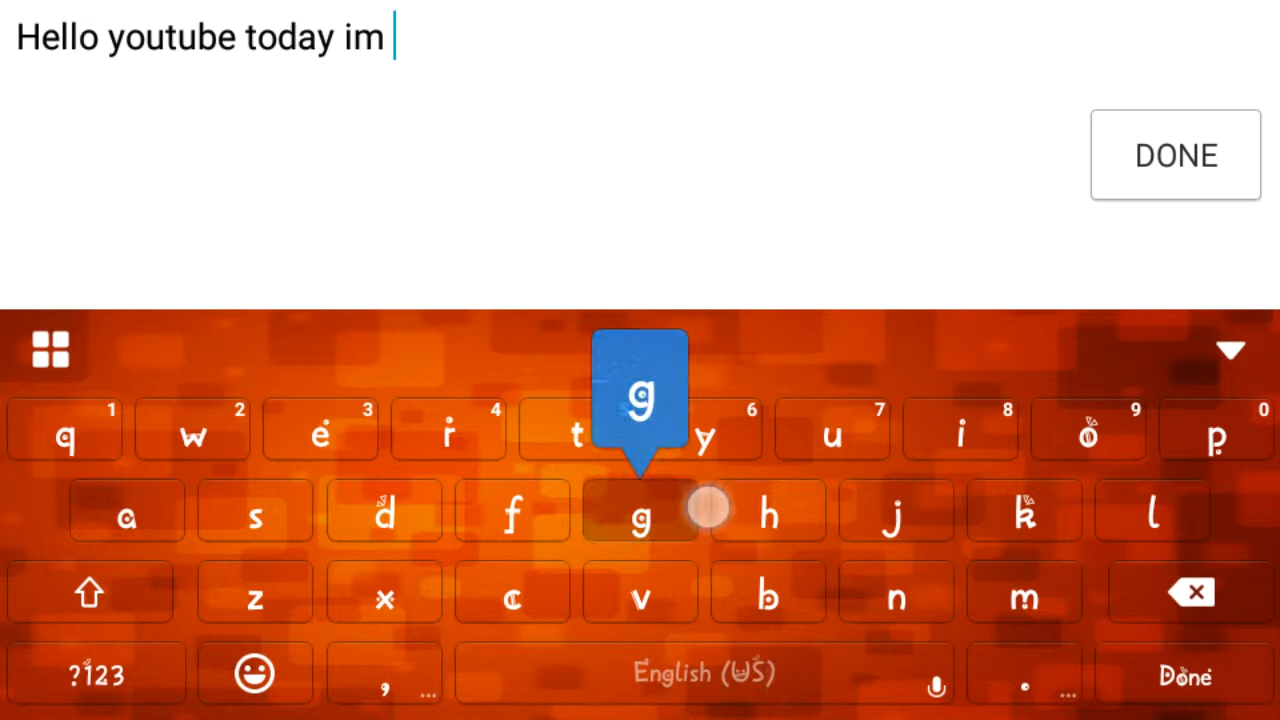 Hello youtube today im
DONE
g
1 2 3 4 6 7 8 9 0
q w e r t y u i o p
a s d f g h j k l
z x c v b n m
?123 , ... English (US) . ... Done